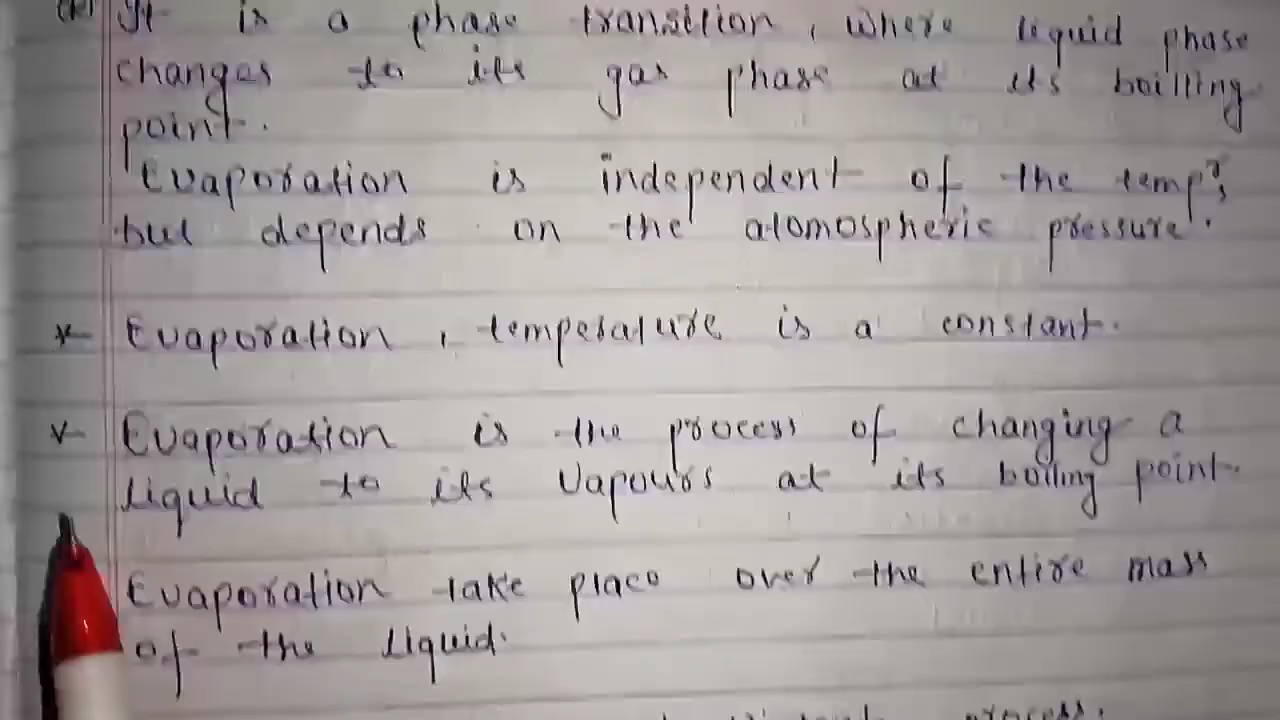 It is a phase transition, where liquid phase
changes to its gas phase at its boilling
point.
Evaporation is independent of the temp?,
but depends on the atomospheric pressure.
* Evaporation, temperature is a constant.
* Evaporation is the process of changing a
liquid to its vapours at its boiling point.
Evaporation take place over the entire mass
of the liquid.
process.